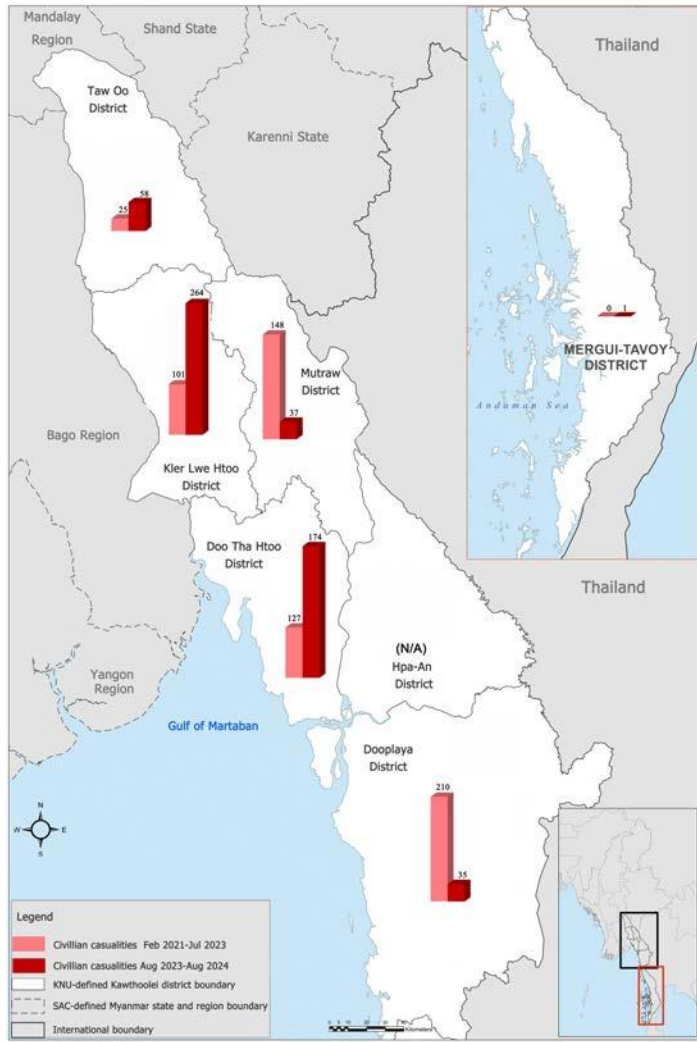 Mandalay
Region
Shand State
Thailand
Taw Oo
District
Karenni State
25
58
264
101
148
37
Mutraw
District
0
1
MERGUI-TAVOY
DISTRICT
Andaman Sea
Bago Region
Kler Lwe Htoo
District
Doo Tha Htoo
District
174
127
Thailand
(N/A)
Hpa-An
District
Yangon
Region
Gulf of Martaban
Dooplaya
District
210
35
N
W
E
S
Legend
Civillian casualities Feb 2021-Jul 2023
Civillian casualities Aug 2023-Aug 2024
KNU-defined Kawthoolei district boundary
SAC-defined Myanmar state and region boundary
International boundary
Kilometers